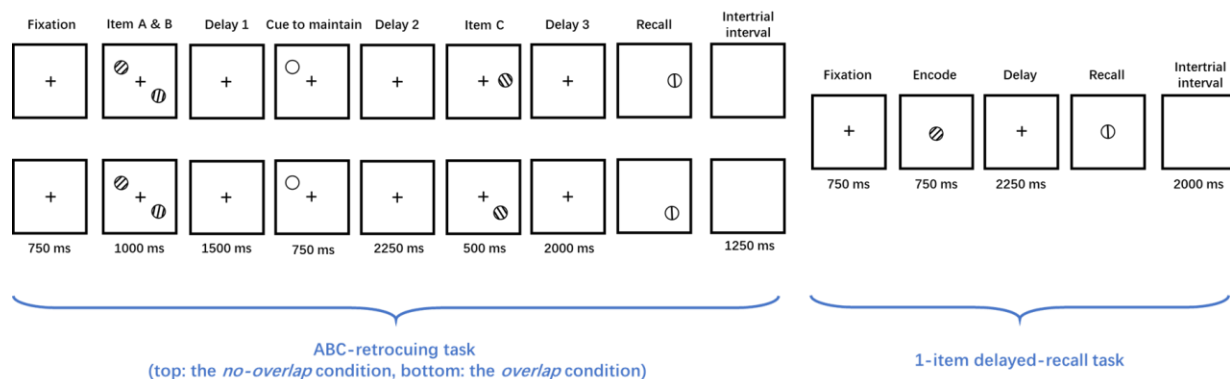 Fixation Item A & B Delay 1 Cue to maintain Delay 2 Item C Delay 3 Recall Intertrial interval
750 ms 1000 ms 1500 ms 750 ms 2250 ms 500 ms 2000 ms 1250 ms
ABC-retrocuing task
(top: the no-overlap condition, bottom: the overlap condition)
Fixation Encode Delay Recall Intertrial interval
750 ms 750 ms 2250 ms 2000 ms
1-item delayed-recall task